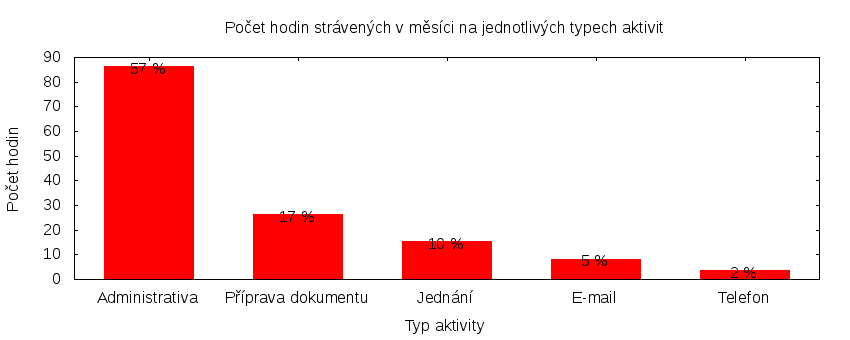 Počet hodin strávených v měsíci na jednotlivých typech aktivit
Počet hodin
90
80
70
60
50
40
30
20
10
0
57 %
17 %
10 %
5 %
2 %
Administrativa
Příprava dokumentu
Jednání
E-mail
Telefon
Typ aktivity